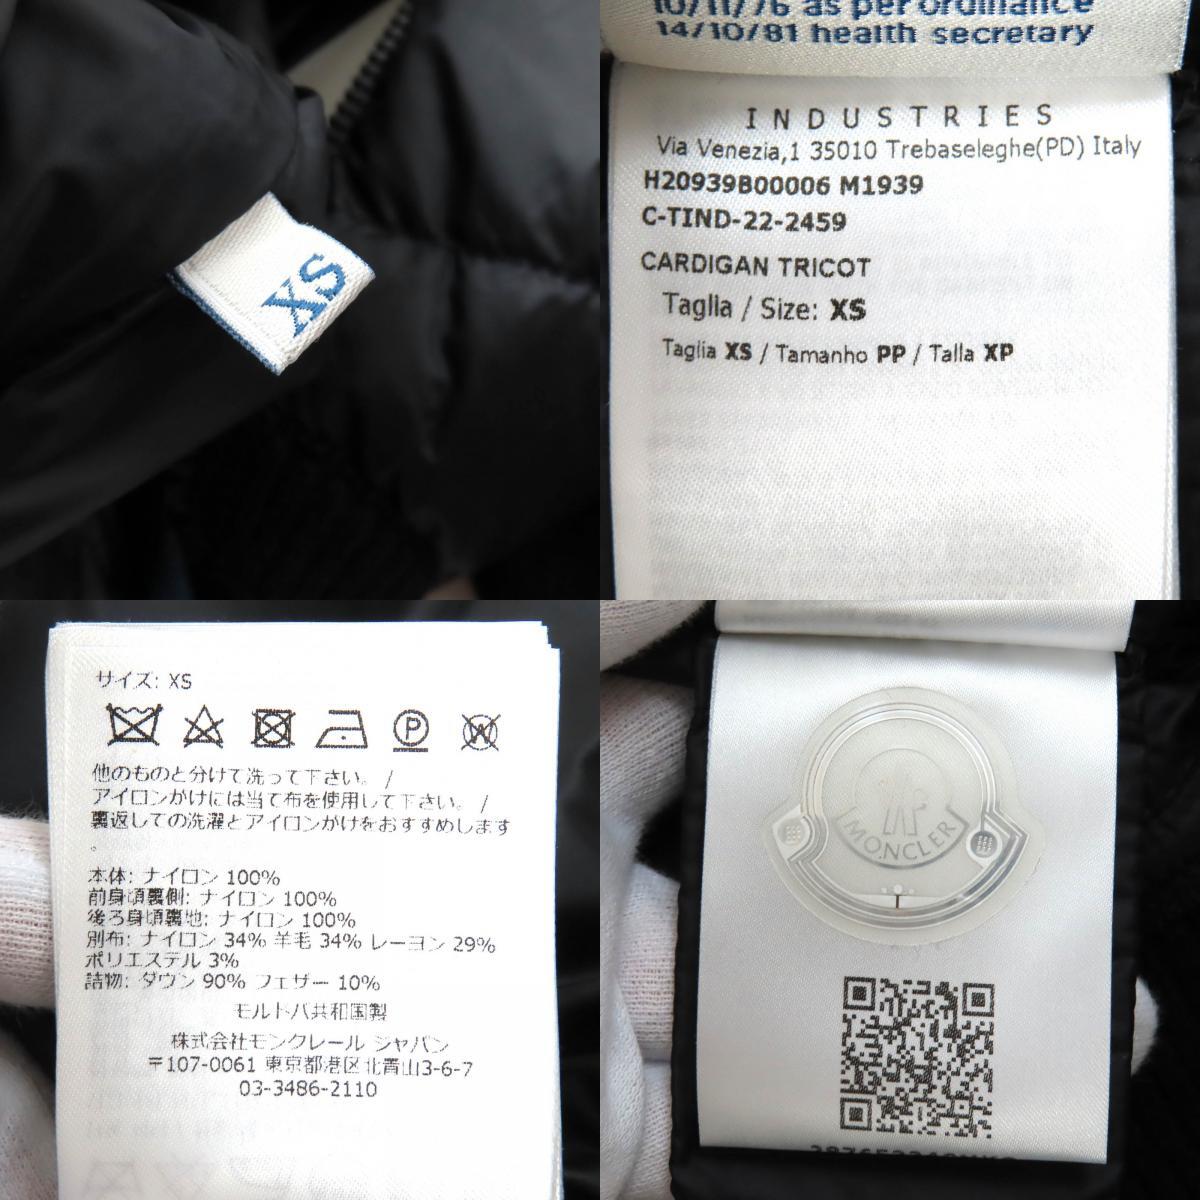 XS
10/11/76 as per ordinance
14/10/81 health secretary
INDUSTRIES
Via Venezia,1 35010 Trebaseleghe(PD) Italy
H20939B00006 M1939
C-TIND-22-2459
CARDIGAN TRICOT
Taglia / Size: XS
Taglia XS / Tamanho PP / Talla XP
サイズ: XS
P
W
他のものと分けて洗って下さい。 /
アイロンがけには当て布を使用して下さい。 /
裏返しての洗濯とアイロンがけをおすすめします
。
本体: ナイロン 100%
前身頃裏側: ナイロン 100%
後ろ身頃裏地: ナイロン 100%
別布: ナイロン 34% 羊毛 34% レーヨン 29%
ポリエステル 3%
詰物: ダウン 90% フェザー 10%
モルドバ共和国製
株式会社モンクレール ジャパン
〒107-0061 東京都港区北青山3-6-7
03-3486-2110
MONCLER